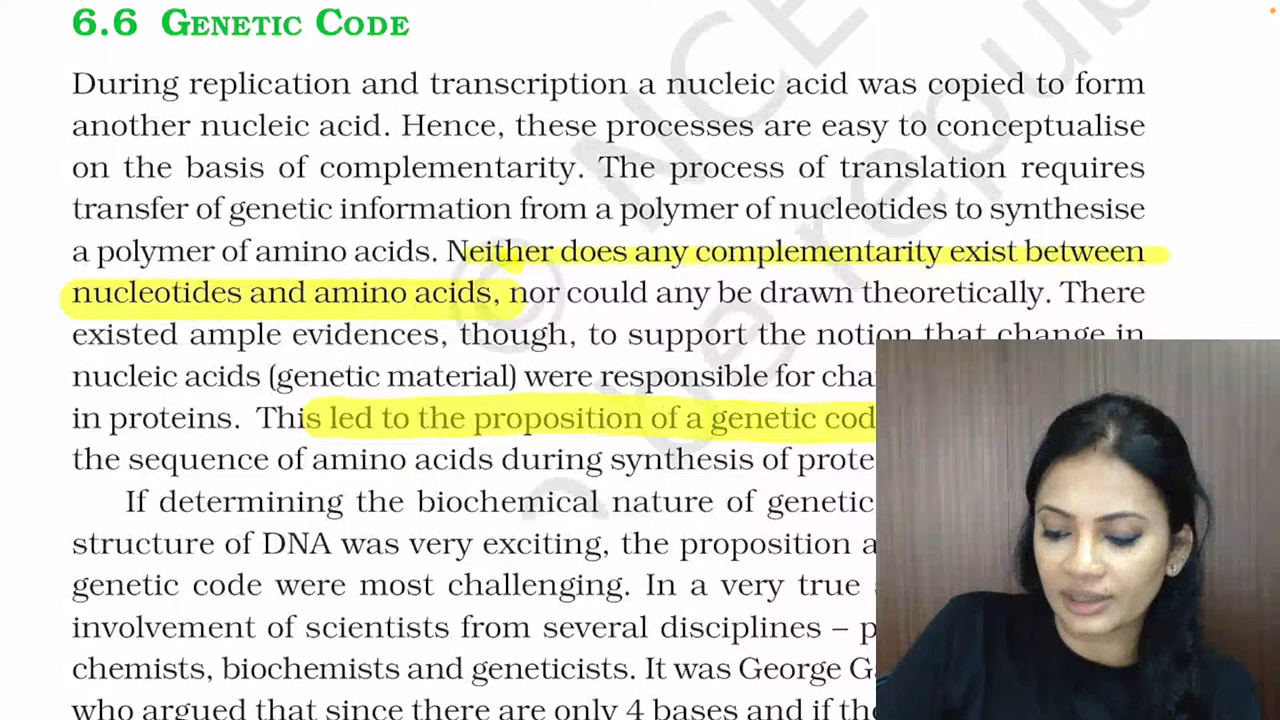 6.6 GENETIC CODE
During replication and transcription a nucleic acid was copied to form
another nucleic acid. Hence, these processes are easy to conceptualise
on the basis of complementarity. The process of translation requires
transfer of genetic information from a polymer of nucleotides to synthesise
a polymer of amino acids. Neither does any complementarity exist between
nucleotides and amino acids, nor could any be drawn theoretically. There
existed ample evidences, though, to support the notion that change in
nucleic acids (genetic material) were responsible for
in proteins. This led to the proposition of a genetic
the sequence of amino acids during synthesis of
If determining the biochemical nature of genetic
structure of DNA was very exciting, the proposition
genetic code were most challenging. In a very true
involvement of scientists from several disciplines –
chemists, biochemists and geneticists. It was George
who argued that since there are only 4 bases and if
© NCE
be repu